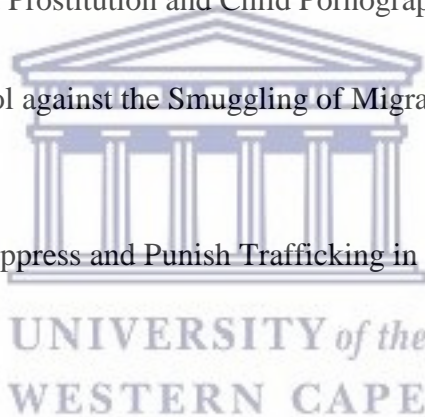 Prostitution and Child Pornograp
ol against the Smuggling of Migra
ppress and Punish Trafficking in
UNIVERSITY of the
WESTERN CAPE